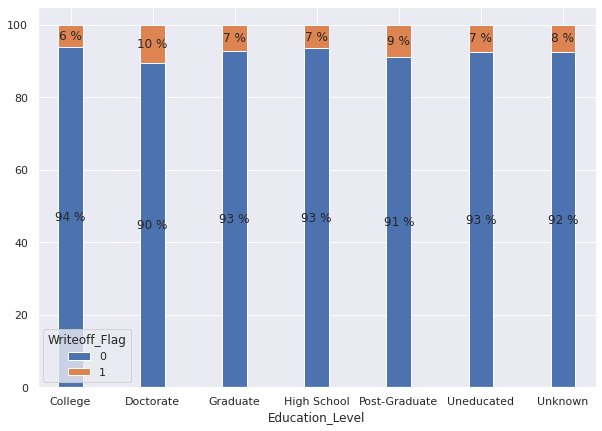 100
80
60
40
20
0
6 %
10 %
7 %
7 %
9 %
7 %
8 %
94 %
90 %
93 %
93 %
91 %
93 %
92 %
Writeoff_Flag
0
1
College
Doctorate
Graduate
High School
Post-Graduate
Uneducated
Unknown
Education_Level